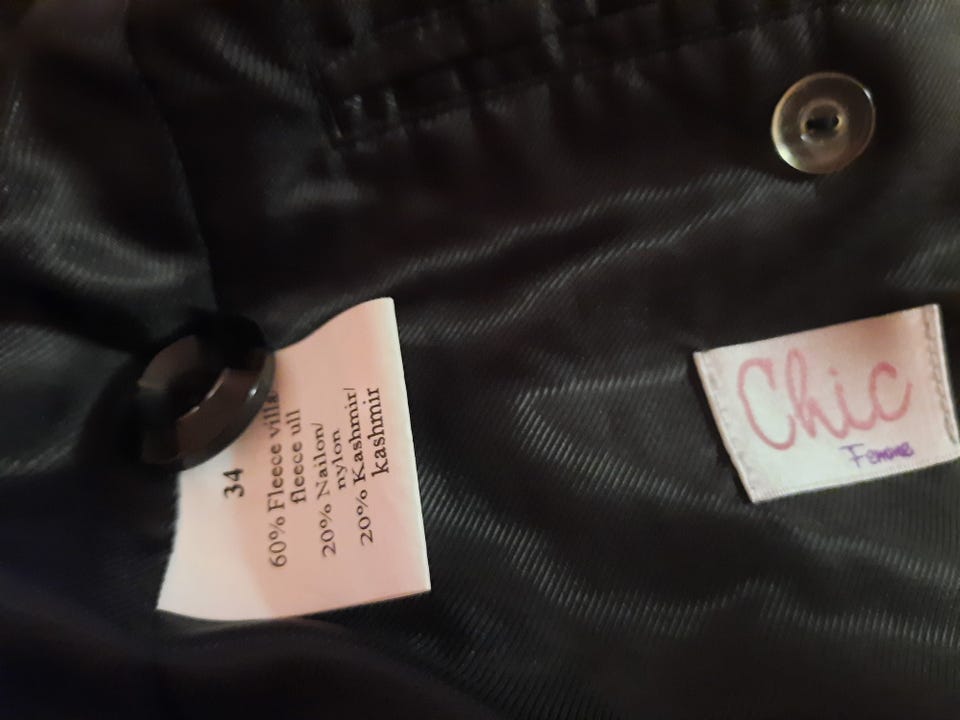 34
60% Fleece villa
fleece ull
20% Nailon/
nylon
20% Kashmir/
kashmir
Chic
Femme